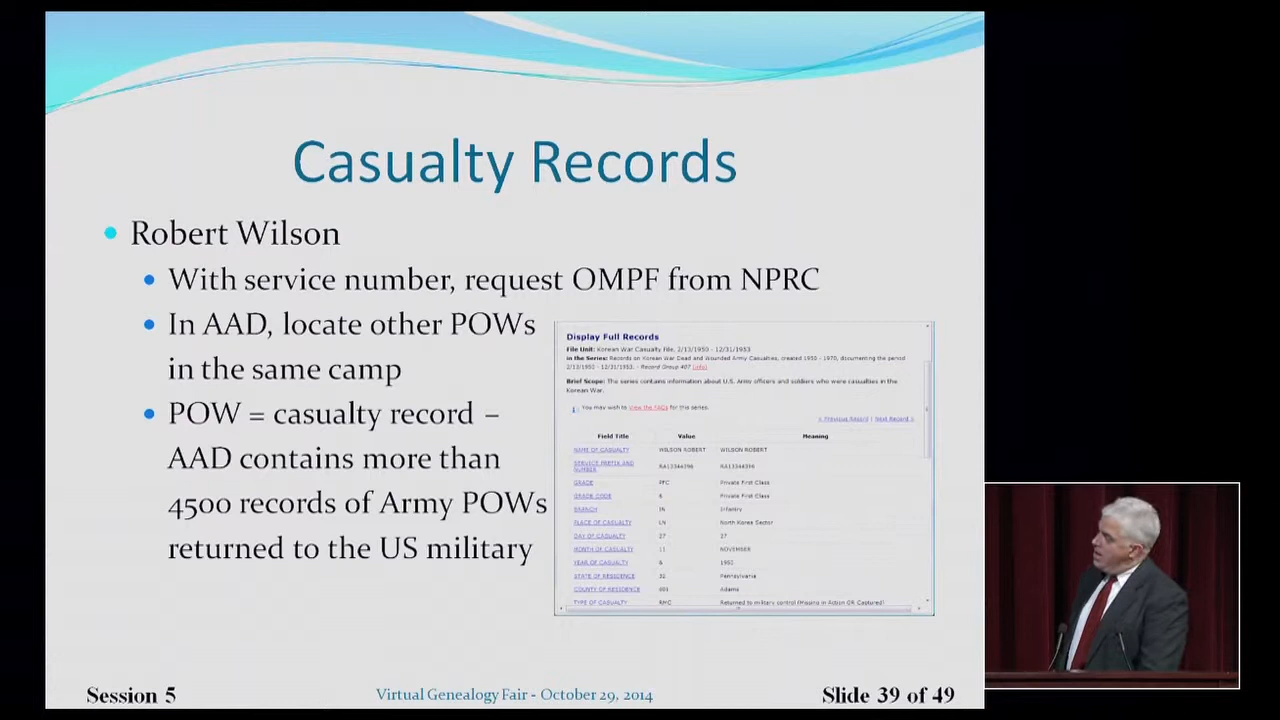 Casualty Records
Robert Wilson
With service number, request OMPF from NPRC
In AAD, locate other POWs
in the same camp
POW = casualty record –
AAD contains more than
4500 records of Army POWs
returned to the US military
Display Full Records
File Unit: Korean War Casualty File, 2/13/1950 - 12/31/1953
in the Series: Records on Korean War Dead and Wounded Army Casualties, created 1950 - 1970, documenting the period
2/13/1950 - 12/31/1953. - Record Group 407 [info]
Brief Scope: The series contains information about U.S. Army officers and soldiers who were casualties in the
Korean War.
You may wish to View the FAQs for this series.
< Previous Record | Next Record >
Field Title Value Meaning
NAME OF CASUALTY WILSON ROBERT WILSON ROBERT
SERVICE PREFIX AND
NUMBER RA13344396 RA13344396
GRADE PFC Private First Class
GRADE CODE 6 Private First Class
BRANCH IN Infantry
PLACE OF CASUALTY LN North Korea Sector
DAY OF CASUALTY 27 27
MONTH OF CASUALTY 11 NOVEMBER
YEAR OF CASUALTY 1950
STATE OF RESIDENCE 32 Pennsylvania
COUNTY OF RESIDENCE 001 Adams
TYPE OF CASUALTY RMC Returned to military control (Missing in Action OR Captured)
Session 5
Virtual Genealogy Fair - October 29, 2014
Slide 39 of 49